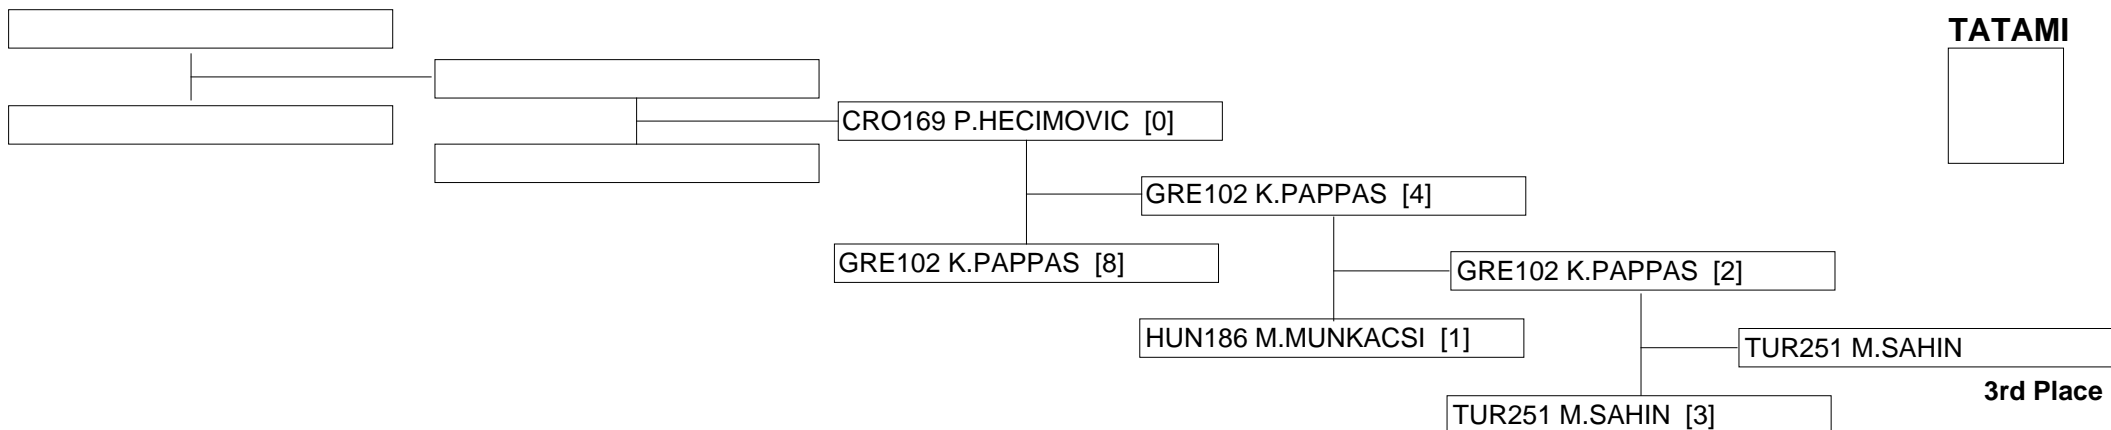 TATAMI
CRO169 P.HECIMOVIC [0]
GRE102 K.PAPPAS [4]
GRE102 K.PAPPAS [8]
GRE102 K.PAPPAS [2]
HUN186 M.MUNKACSI [1]
TUR251 M.SAHIN
3rd Place
TUR251 M.SAHIN [3]